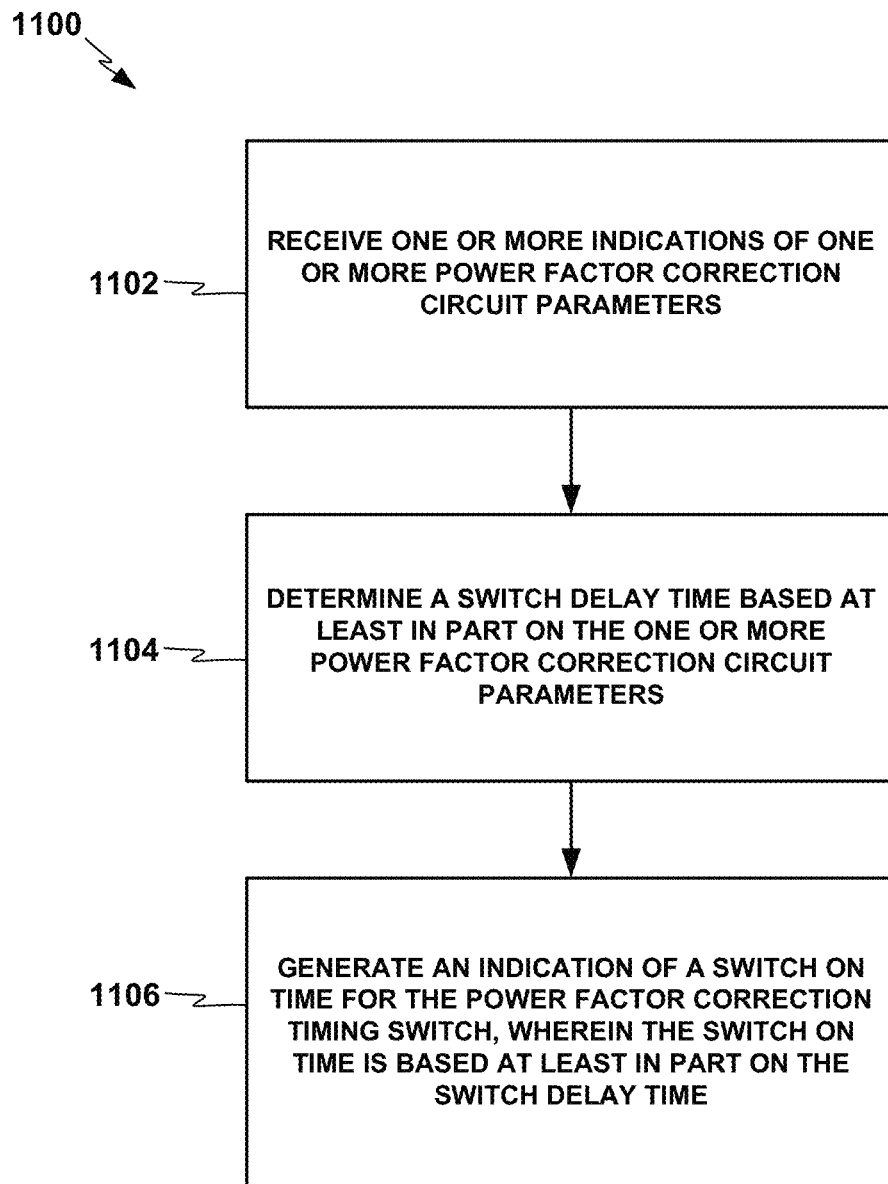 1100
RECEIVE ONE OR MORE INDICATIONS OF ONE
OR MORE POWER FACTOR CORRECTION
CIRCUIT PARAMETERS
1102
DETERMINE A SWITCH DELAY TIME BASED AT
LEAST IN PART ON THE ONE OR MORE
POWER FACTOR CORRECTION CIRCUIT
PARAMETERS
1104
GENERATE AN INDICATION OF A SWITCH ON
TIME FOR THE POWER FACTOR CORRECTION
TIMING SWITCH, WHEREIN THE SWITCH ON
TIME IS BASED AT LEAST IN PART ON THE
SWITCH DELAY TIME
1106